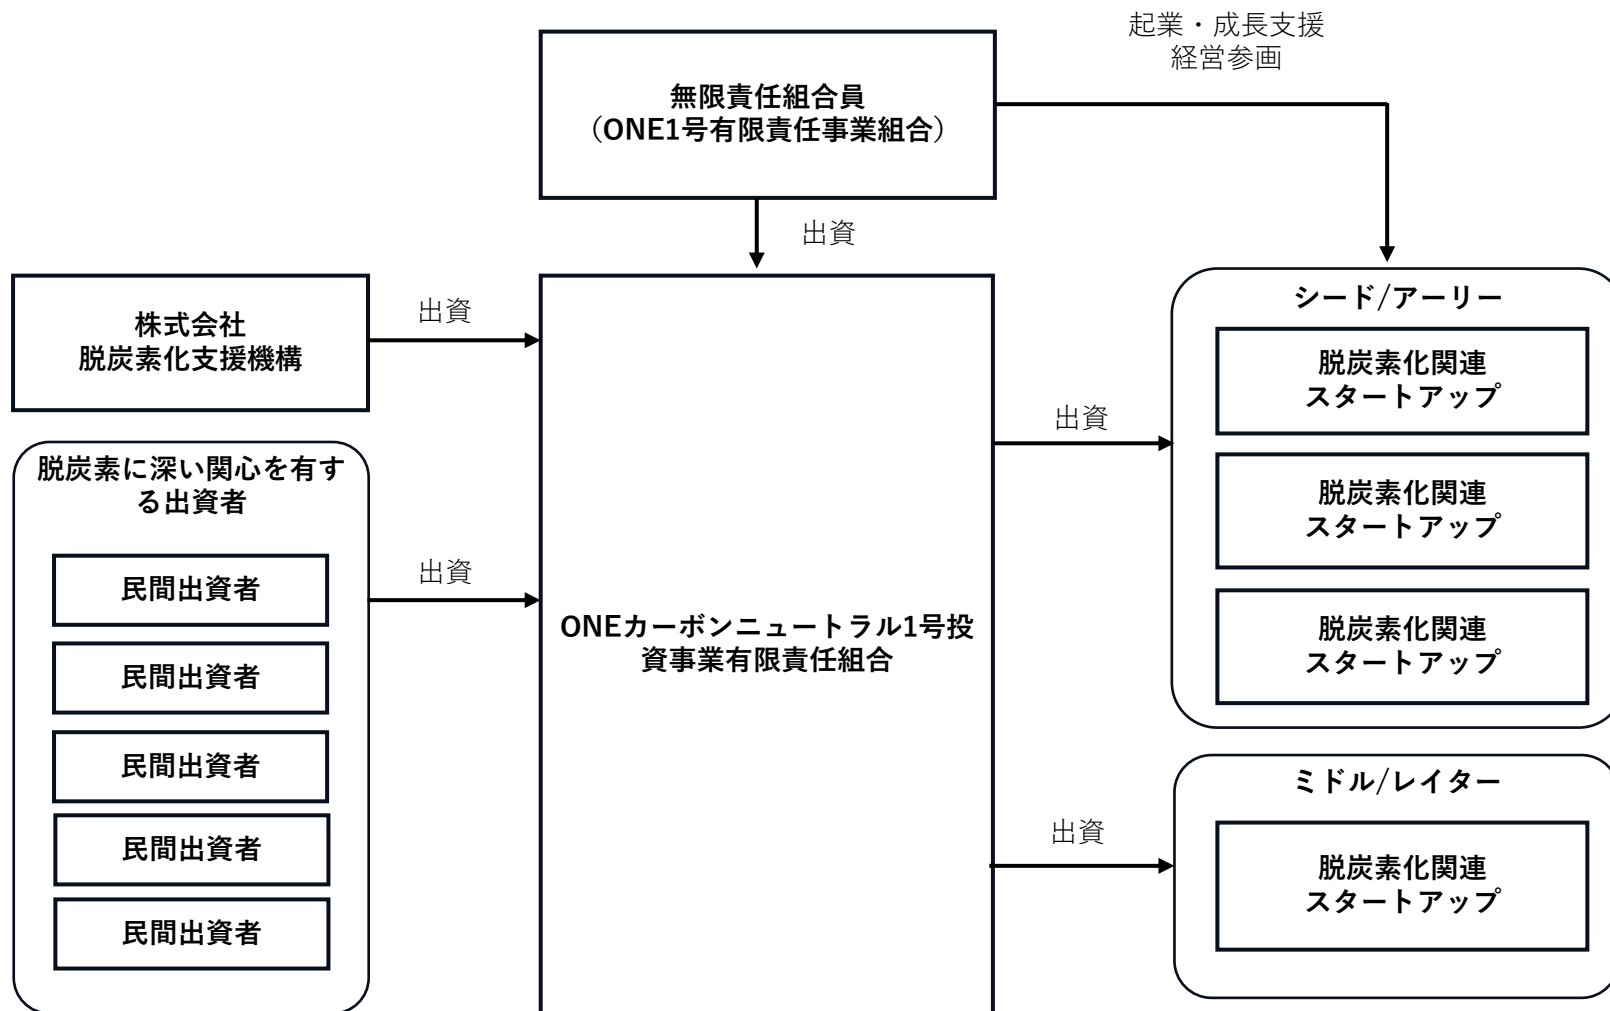 起業・成長支援
経営参画
無限責任組合員
（ONE1号有限責任事業組合）
出資
株式会社
脱炭素化支援機構
出資
脱炭素に深い関心を有す
る出資者
民間出資者
民間出資者
民間出資者
民間出資者
民間出資者
出資
ONEカーボンニュートラル1号投
資事業有限責任組合
出資
シード/アーリー
脱炭素化関連
スタートアップ
脱炭素化関連
スタートアップ
脱炭素化関連
スタートアップ
出資
ミドル/レイター
脱炭素化関連
スタートアップ